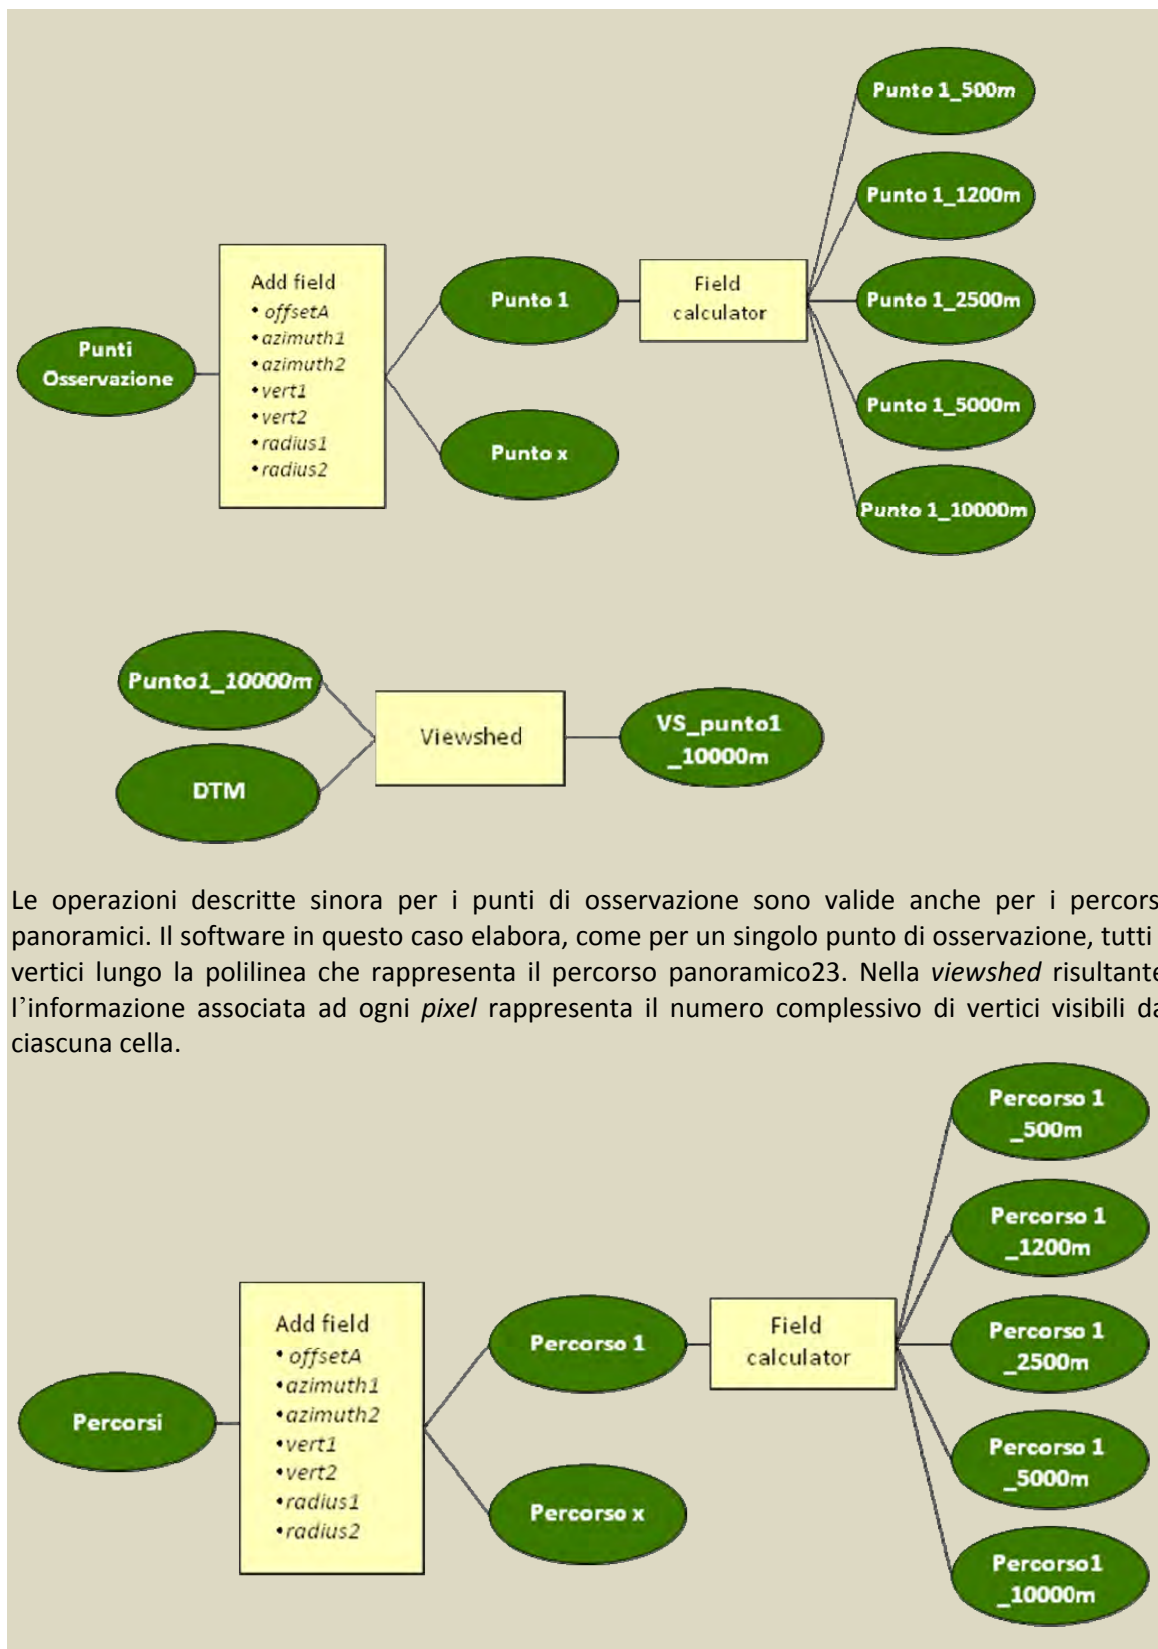 Punto 1_500m
Punto 1_1200m
Punto 1_2500m
Punto 1_5000m
Punto 1_10000m
Punti
Osservazione
Add field
• offsetA
• azimuth1
• azimuth2
• vert1
• vert2
• radius1
• radius2
Punto 1
Punto x
Field
calculator
Punto1_10000m
DTM
Viewshed
VS_punto1
_10000m
Le operazioni descritte sinora per i punti di osservazione sono valide anche per i percors
panoramici. Il software in questo caso elabora, come per un singolo punto di osservazione, tutti
vertici lungo la polilinea che rappresenta il percorso panoramico23. Nella viewshed risultante
l'informazione associata ad ogni pixel rappresenta il numero complessivo di vertici visibili da
ciascuna cella.
Percorsi
Add field
• offsetA
• azimuth1
• azimuth2
• vert1
• vert2
• radius1
• radius2
Percorso 1
Percorso x
Field
calculator
Percorso 1
_500m
Percorso 1
_1200m
Percorso 1
_2500m
Percorso 1
_5000m
Percorso1
_10000m